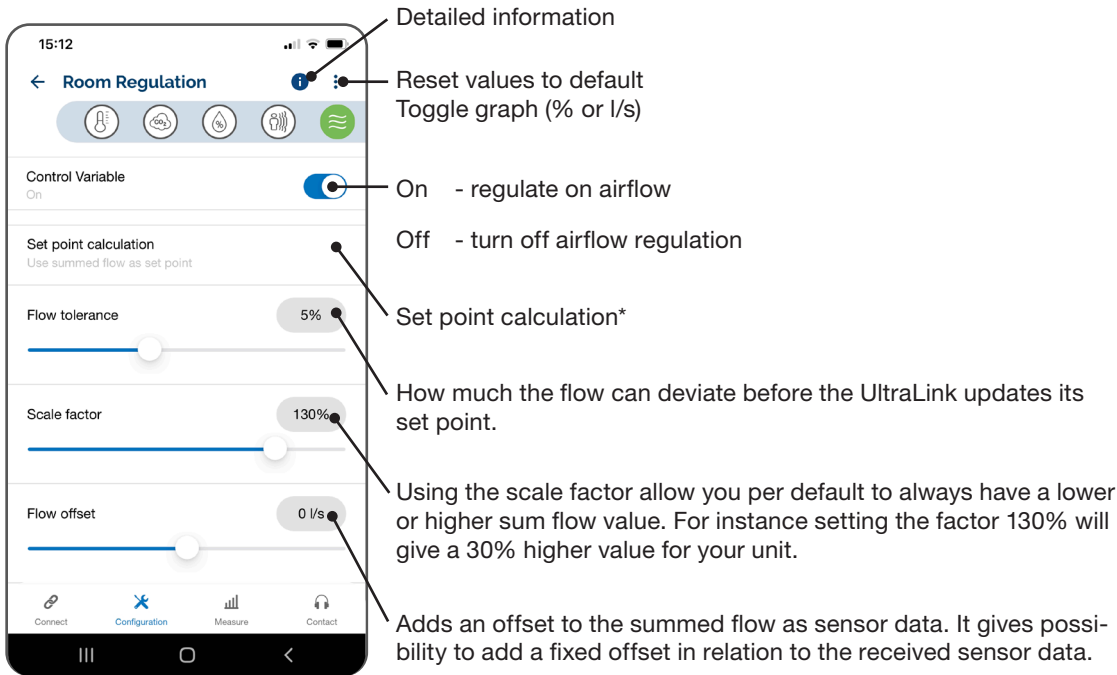 Detailed information
15:12
Room Regulation
Reset values to default
Toggle graph (% or l/s)
CO₂
%
Control Variable
On
On - regulate on airflow
Off - turn off airflow regulation
Set point calculation
Use summed flow as set point
Set point calculation*
Flow tolerance
5%
How much the flow can deviate before the UltraLink updates its
set point.
Scale factor
130%
Using the scale factor allow you per default to always have a lower
or higher sum flow value. For instance setting the factor 130% will
give a 30% higher value for your unit.
Flow offset
0 l/s
Adds an offset to the summed flow as sensor data. It gives possi-
bility to add a fixed offset in relation to the received sensor data.
Connect
Configuration
Measure
Contact